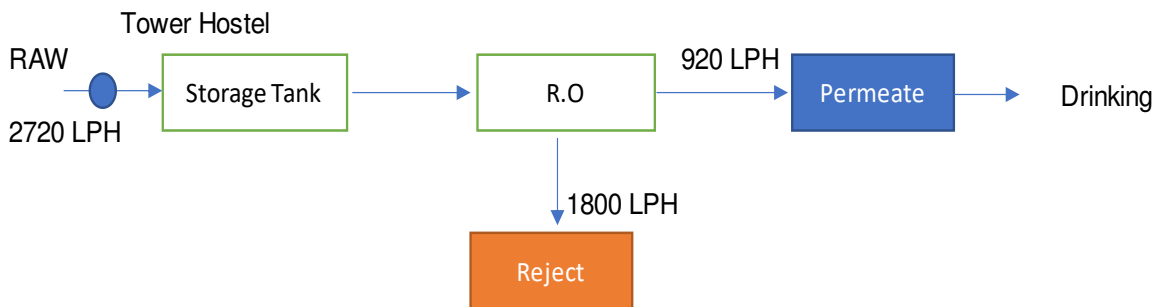 Tower Hostel
RAW
2720 LPH
Storage Tank
R.O
920 LPH
Permeate
Drinking
1800 LPH
Reject